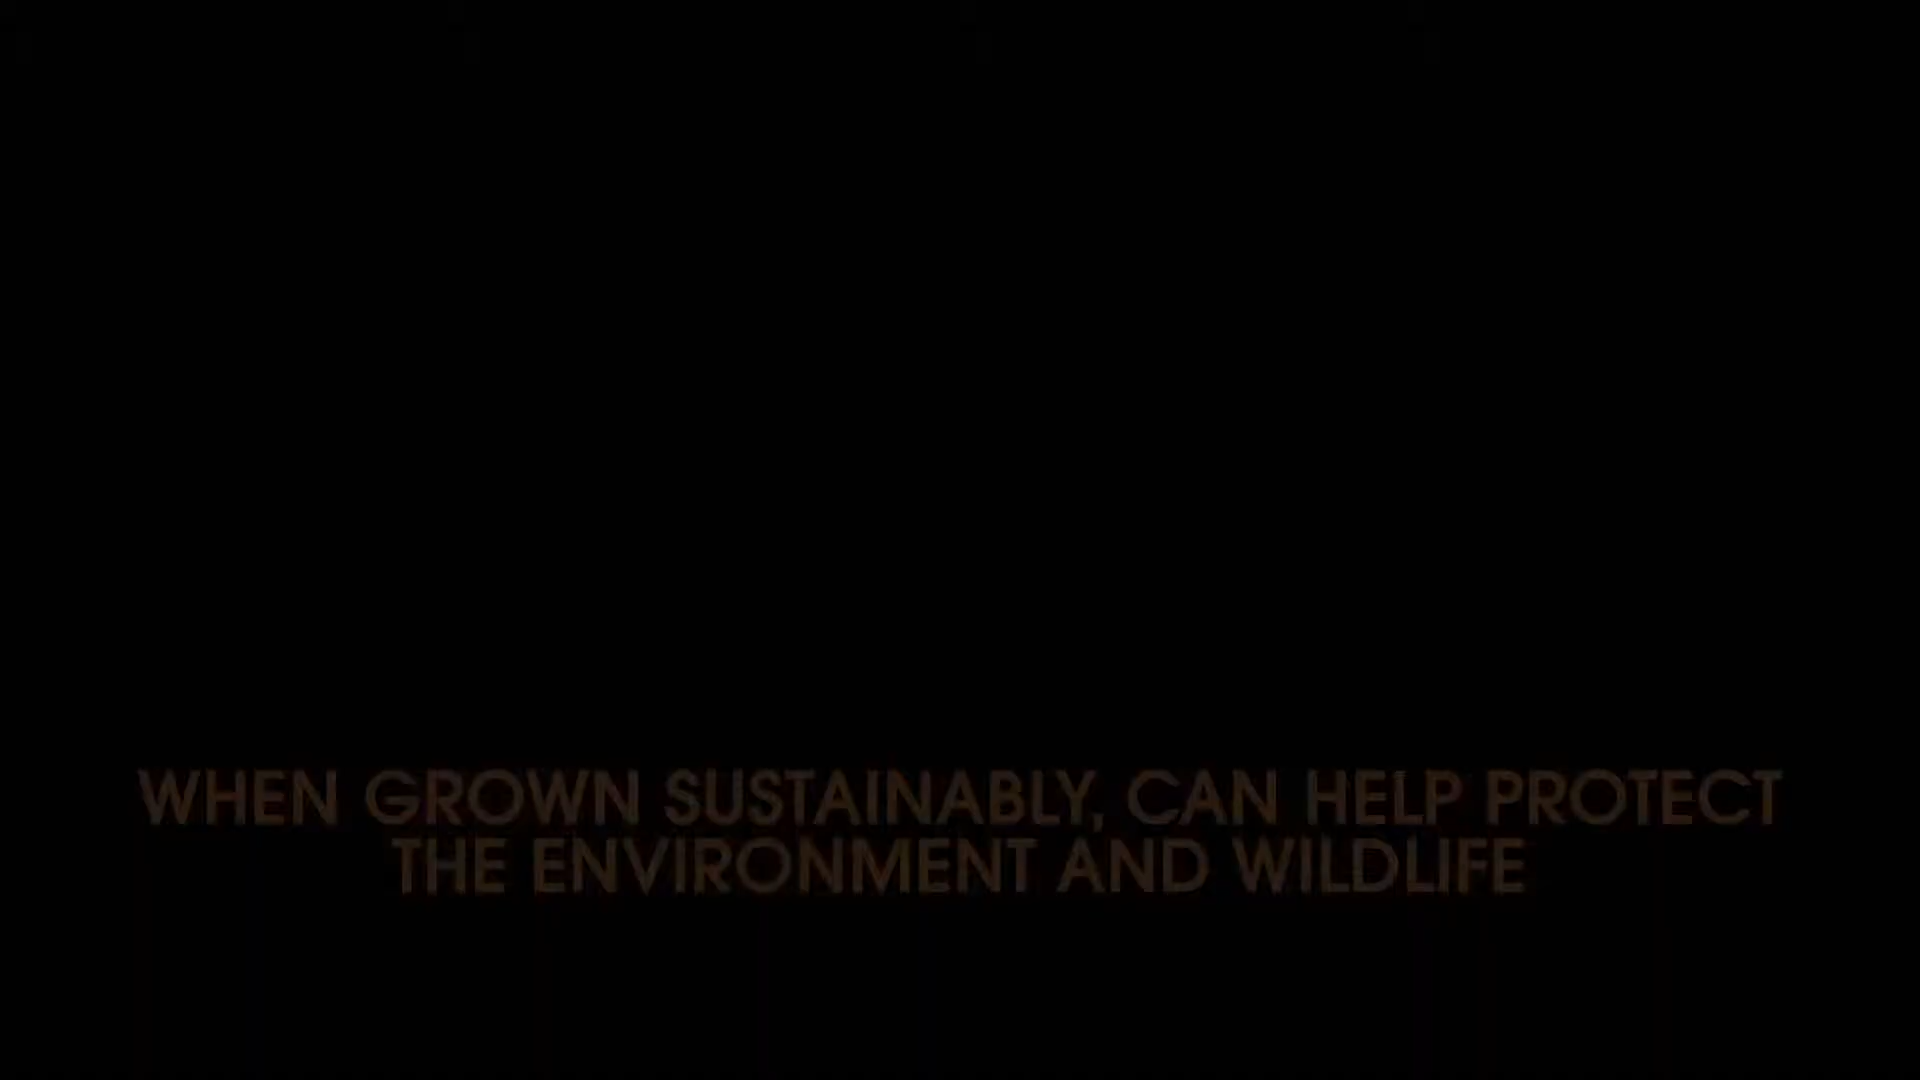 WHEN GROWN SUSTAINABLY, CAN HELP PROTECT
THE ENVIRONMENT AND WILDLIFE